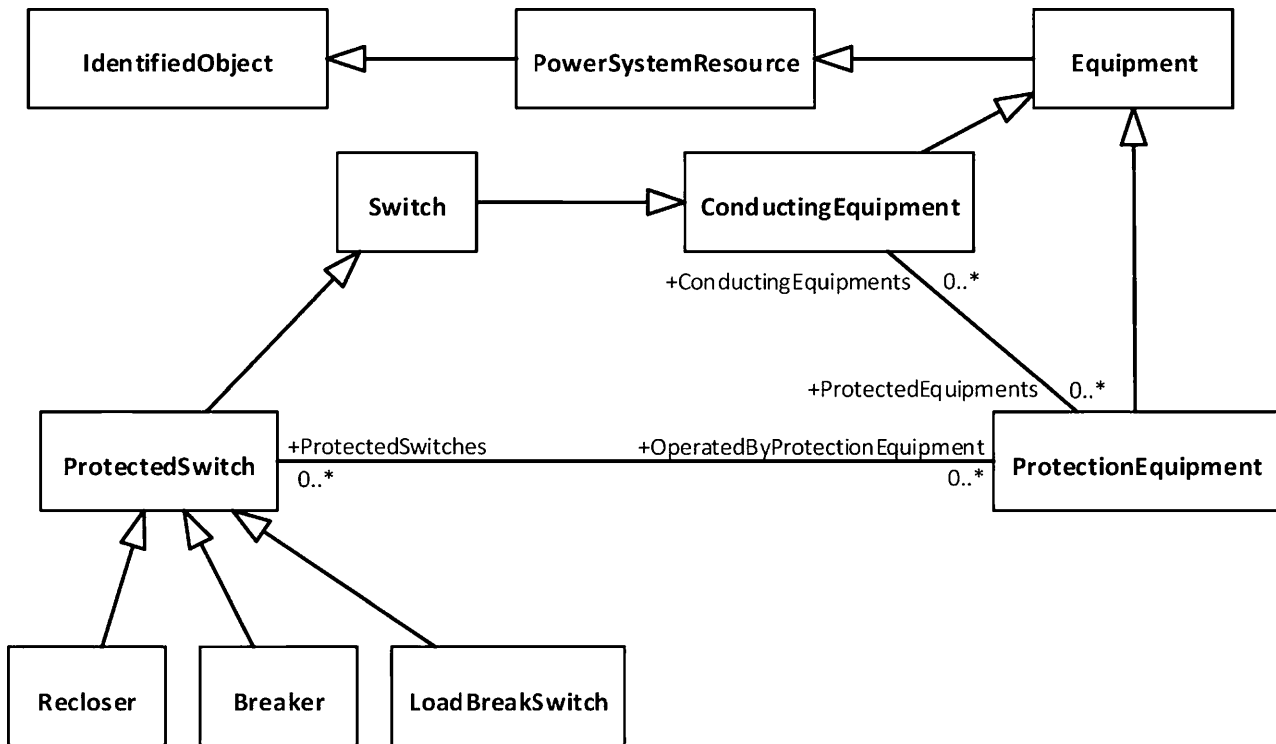 IdentifiedObject
PowerSystemResource
Equipment
Switch
ConductingEquipment
+ConductingEquipments
0..*
+ProtectedEquipments
0..*
ProtectedSwitch
+ProtectedSwitches
0..*
+OperatedByProtectionEquipment
0..*
ProtectionEquipment
Recloser
Breaker
LoadBreakSwitch